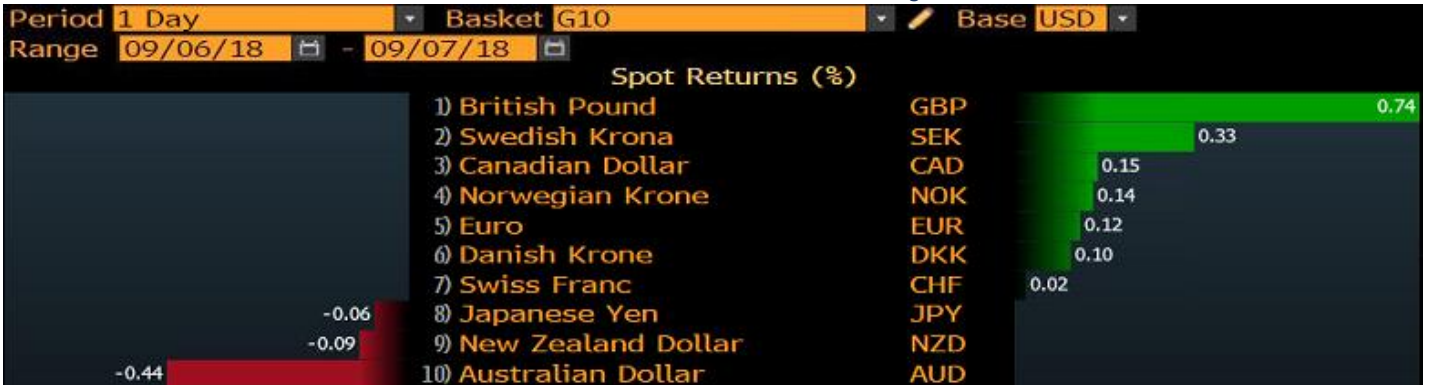 Period 1 Day Basket G10 Base USD
Range 09/06/18 - 09/07/18
Spot Returns (%)
1) British Pound GBP 0.74
2) Swedish Krona SEK 0.33
3) Canadian Dollar CAD 0.15
4) Norwegian Krone NOK 0.14
5) Euro EUR 0.12
6) Danish Krone DKK 0.10
7) Swiss Franc CHF 0.02
-0.06 8) Japanese Yen JPY
-0.09 9) New Zealand Dollar NZD
-0.44 10) Australian Dollar AUD